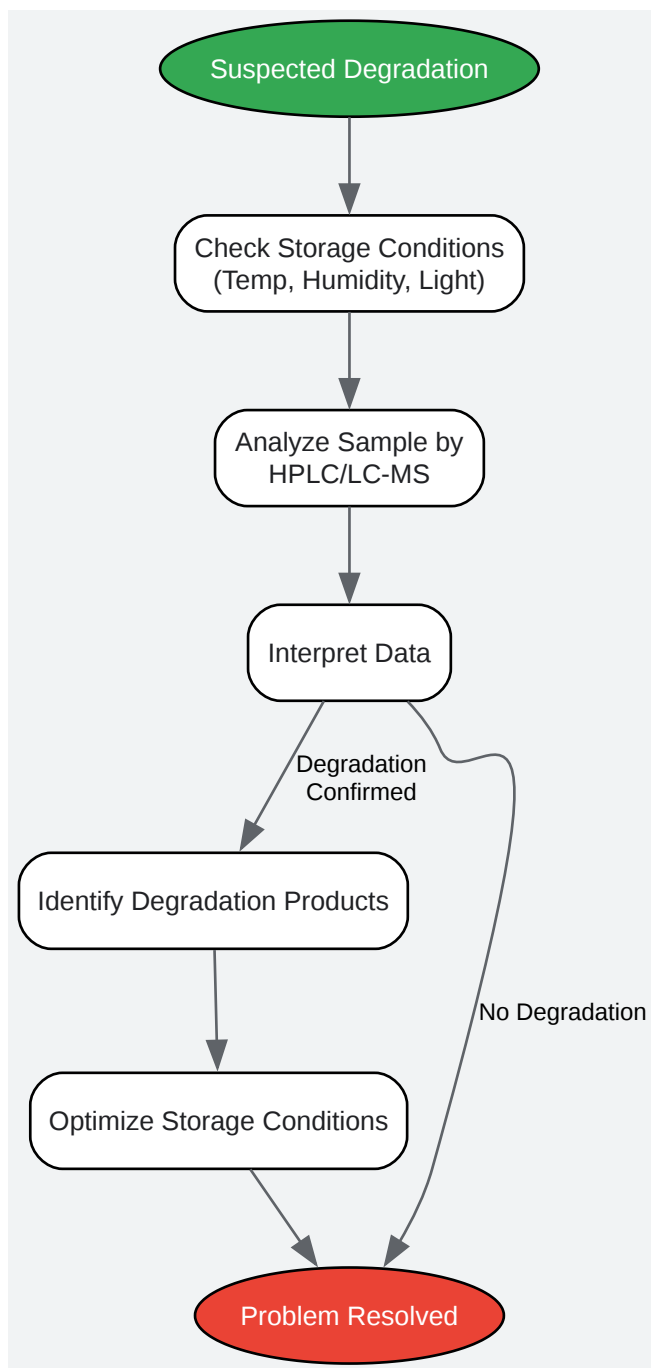 Suspected Degradation
Check Storage Conditions
(Temp, Humidity, Light)
Analyze Sample by
HPLC/LC-MS
Interpret Data
Degradation
Confirmed
Identify Degradation Products
No Degradation
Optimize Storage Conditions
Problem Resolved